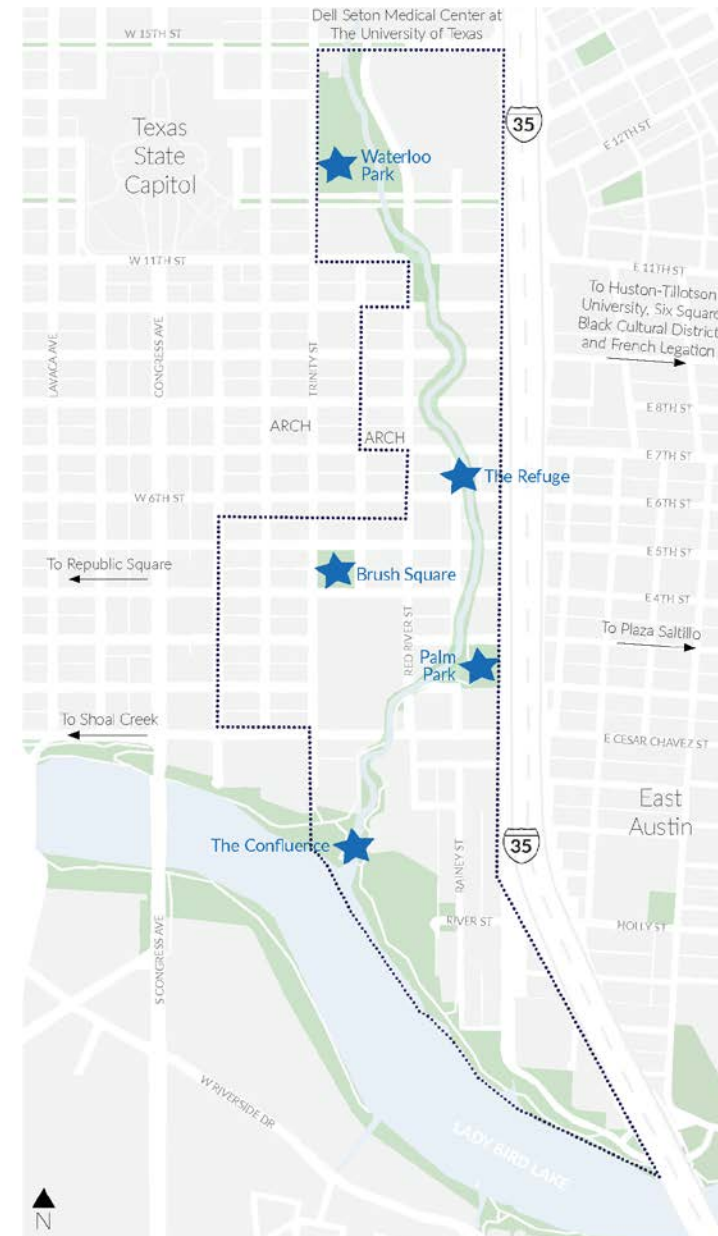 Dell Seton Medical Center at
The University of Texas
W 15TH ST
35
E 12TH ST
Texas
State
Capitol
Waterloo
Park
W 11TH ST
E 11TH ST
To Huston-Tillotson
University, Six Square
Black Cultural District
and French Legation
LAVACA AVE
CONGRESS AVE
TRINITY ST
E 8TH ST
ARCH
ARCH
E 7TH ST
The Refuge
W 6TH ST
E 6TH ST
To Republic Square
Brush Square
E 5TH ST
E 4TH ST
RED RIVER ST
To Plaza Saltillo
Palm
Park
To Shoal Creek
E CESAR CHAVEZ ST
East
Austin
The Confluence
35
RAINEY ST
RIVER ST
HOLLY ST
S CONGRESS AVE
W RIVERSIDE DR
LADY BIRD LAKE
N